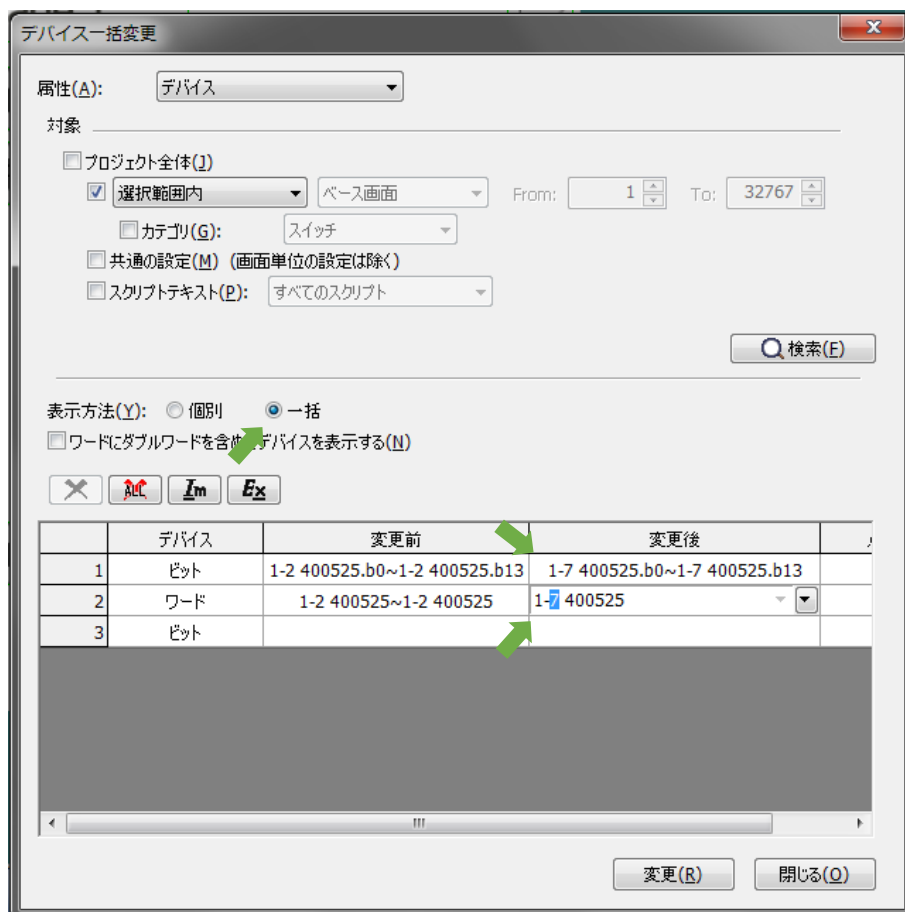 デバイス一括変更
属性(A): デバイス
対象
プロジェクト全体(J)
選択範囲内 ベース画面 From: 1 To: 32767
カテゴリ(G): スイッチ
共通の設定(M) (画面単位の設定は除く)
スクリプトテキスト(P): すべてのスクリプト
検索(F)
表示方法(Y): 個別 一括
ワードにダブルワードを含めデバイスを表示する(N)
ALL Im Ex
デバイス 変更前 変更後
1 ビット 1-2 400525.b0~1-2 400525.b13 1-7 400525.b0~1-7 400525.b13
2 ワード 1-2 400525~1-2 400525 1-7 400525
3 ビット
変更(R) 閉じる(O)